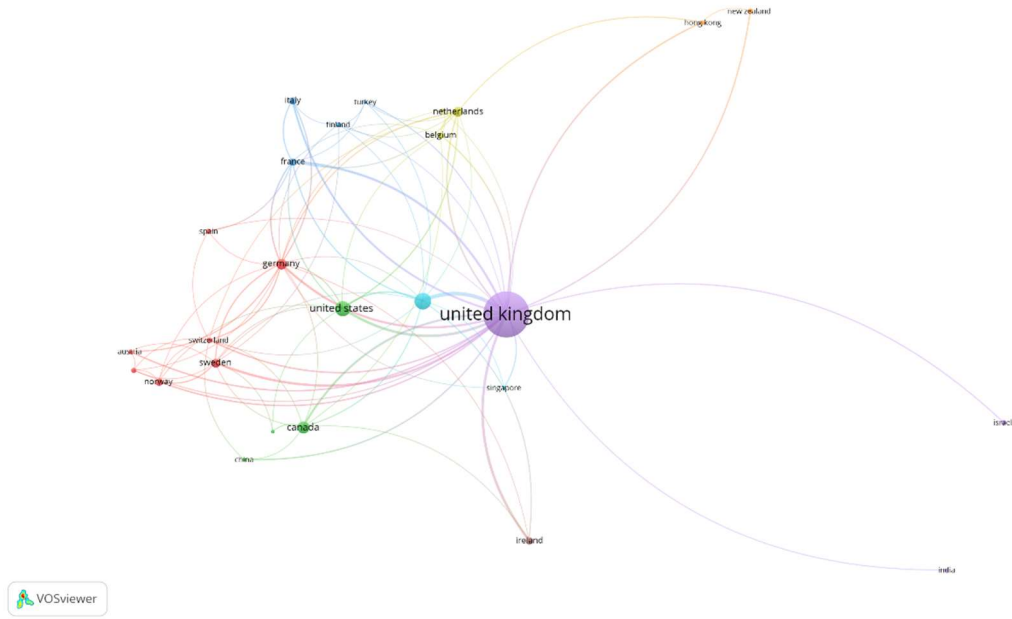 new zealand
hong kong
italy
turkey
netherlands
finland
belgium
france
spain
germany
united states
united kingdom
switzerland
austria
sweden
norway
singapore
israel
canada
china
ireland
india
VOSviewer